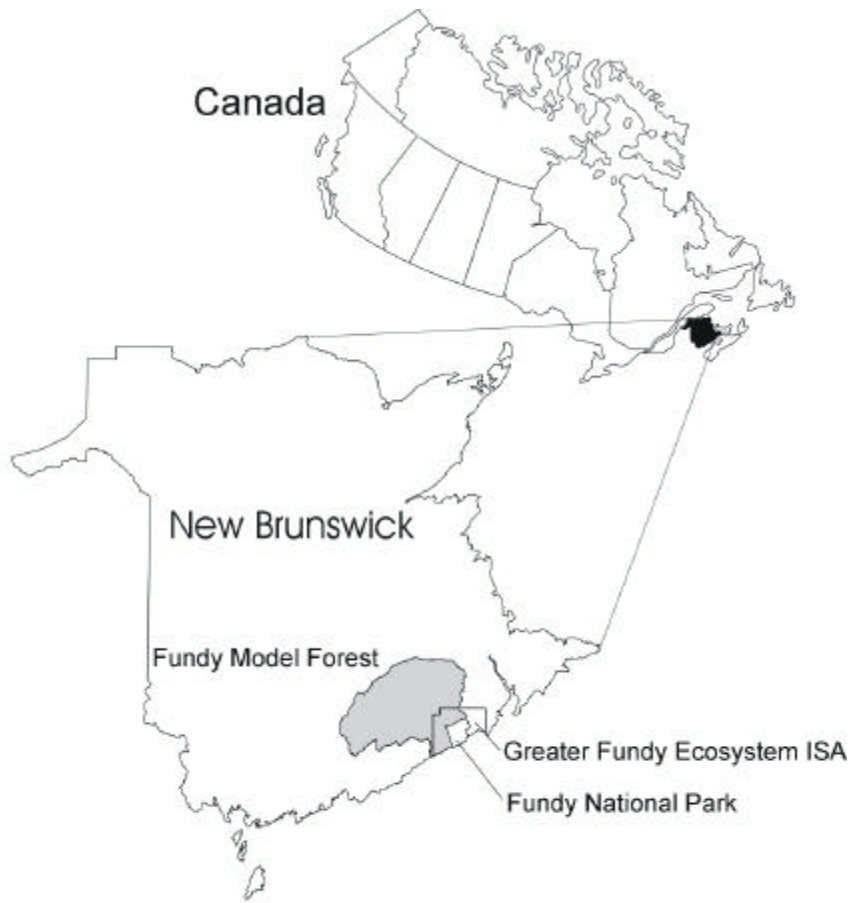 Canada
New Brunswick
Fundy Model Forest
Greater Fundy Ecosystem ISA
Fundy National Park